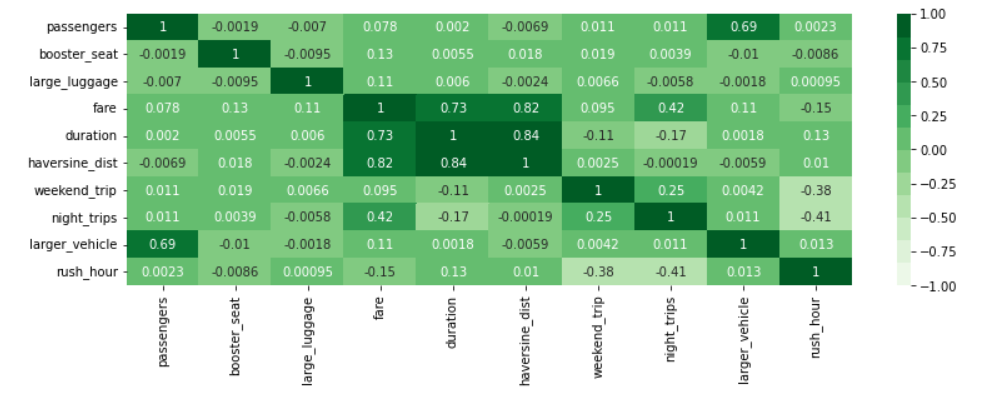 passengers 1 -0.0019 -0.007 0.078 0.002 -0.0069 0.011 0.011 0.69 0.0023
booster_seat -0.0019 1 -0.0095 0.13 0.0055 0.018 0.019 0.0039 -0.01 -0.0086
large_luggage -0.007 -0.0095 1 0.11 0.006 -0.0024 0.0066 -0.0058 -0.0018 0.00095
fare 0.078 0.13 0.11 1 0.73 0.82 0.095 0.42 0.11 -0.15
duration 0.002 0.0055 0.006 0.73 1 0.84 -0.11 -0.17 0.0018 0.13
haversine_dist -0.0069 0.018 -0.0024 0.82 0.84 1 0.0025 -0.00019 -0.0059 0.01
weekend_trip 0.011 0.019 0.0066 0.095 -0.11 0.0025 1 0.25 0.0042 -0.38
night_trips 0.011 0.0039 -0.0058 0.42 -0.17 -0.00019 0.25 1 0.011 -0.41
larger_vehicle 0.69 -0.01 -0.0018 0.11 0.0018 -0.0059 0.0042 0.011 1 0.013
rush_hour 0.0023 -0.0086 0.00095 -0.15 0.13 0.01 -0.38 -0.41 0.013 1
passengers
booster_seat
large_luggage
fare
duration
haversine_dist
weekend_trip
night_trips
larger_vehicle
rush_hour
1.00
0.75
0.50
0.25
0.00
−0.25
−0.50
−0.75
−1.00